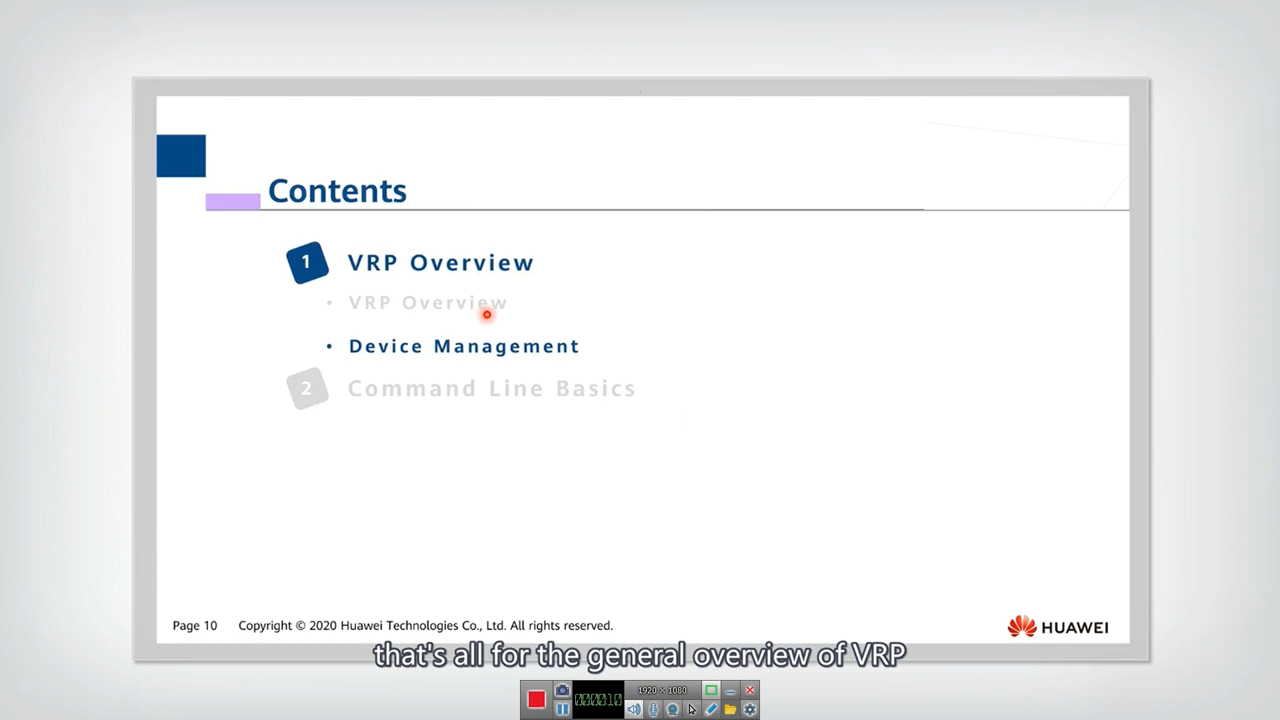 Contents
1 VRP Overview
• VRP Overview
• Device Management
2 Command Line Basics
Page 10 Copyright © 2020 Huawei Technologies Co., Ltd. All rights reserved.
HUAWEI
that's all for the general overview of VRP
1920 × 1080